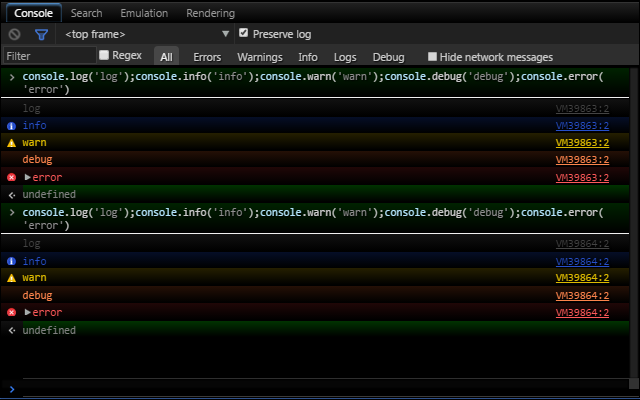 Console Search Emulation Rendering
<top frame> Preserve log
Filter Regex All Errors Warnings Info Logs Debug Hide network messages
console.log('log');console.info('info');console.warn('warn');console.debug('debug');console.error(
'error')
log VM39863:2
info VM39863:2
warn VM39863:2
debug VM39863:2
error VM39863:2
undefined
console.log('log');console.info('info');console.warn('warn');console.debug('debug');console.error(
'error')
log VM39864:2
info VM39864:2
warn VM39864:2
debug VM39864:2
error VM39864:2
undefined